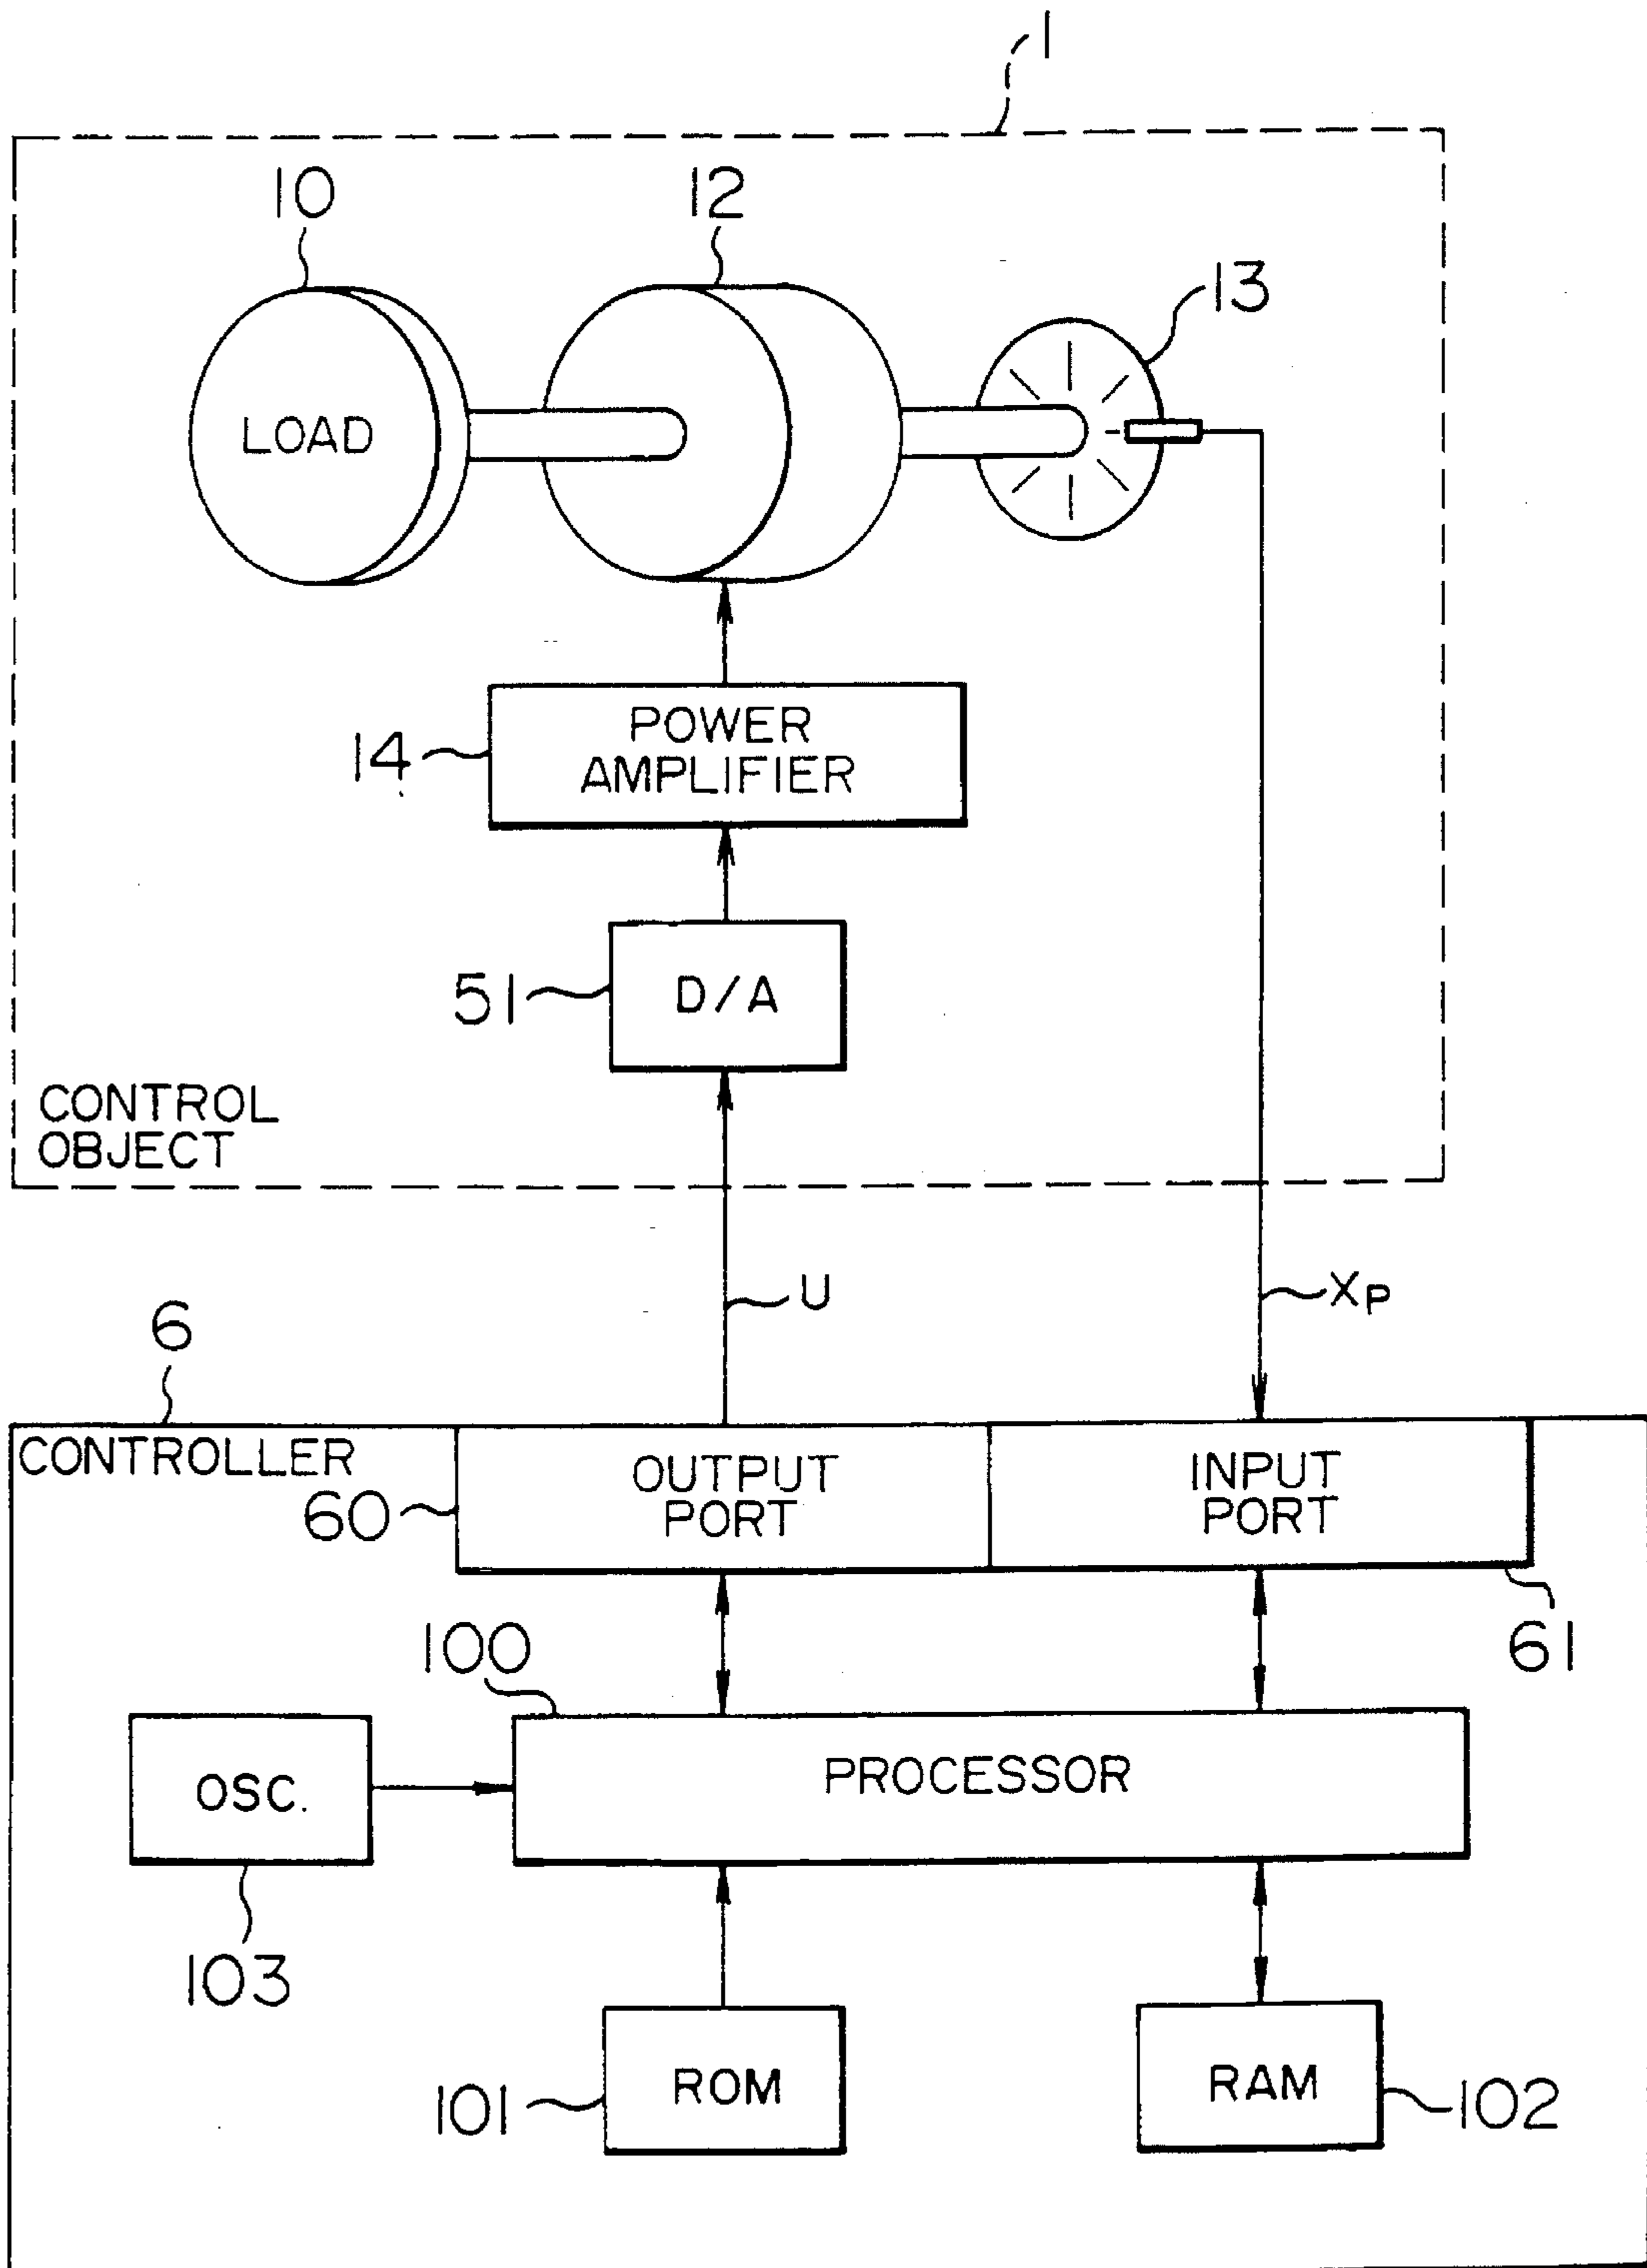 1
10
12
13
LOAD
14
POWER
AMPLIFIER
51
D/A
CONTROL
OBJECT
U
XP
6
CONTROLLER
60
OUTPUT
PORT
INPUT
PORT
61
100
OSC.
PROCESSOR
103
101
ROM
RAM
102